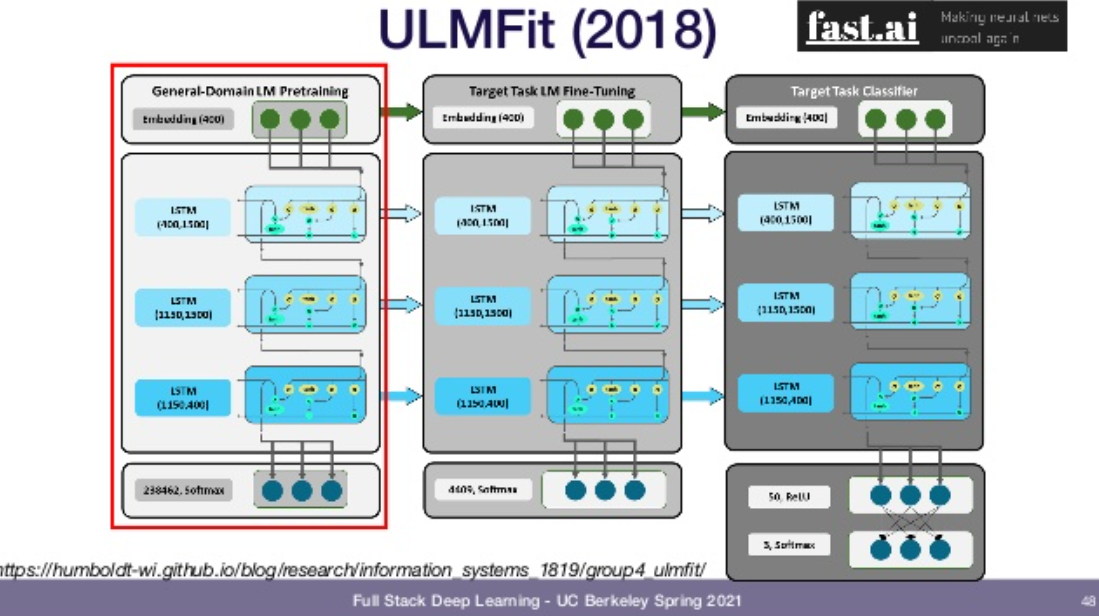 ULMFit (2018)
fast.ai
Making neural nets
uncool again
General-Domain LM Pretraining
Embedding (400)
LSTM
(400,1500)
LSTM
(1150,1500)
LSTM
(1150,400)
238462, Softmax
Target Task LM Fine-Tuning
Embedding (400)
LSTM
(400,1500)
LSTM
(1150,1500)
LSTM
(1150,400)
4409, Softmax
Target Task Classifier
Embedding (400)
LSTM
(400,1500)
LSTM
(1150,1500)
LSTM
(1150,400)
50, ReLU
3, Softmax
https://humboldt-wi.github.io/blog/research/information_systems_1819/group4_ulmfit/
Full Stack Deep Learning - UC Berkeley Spring 2021
48